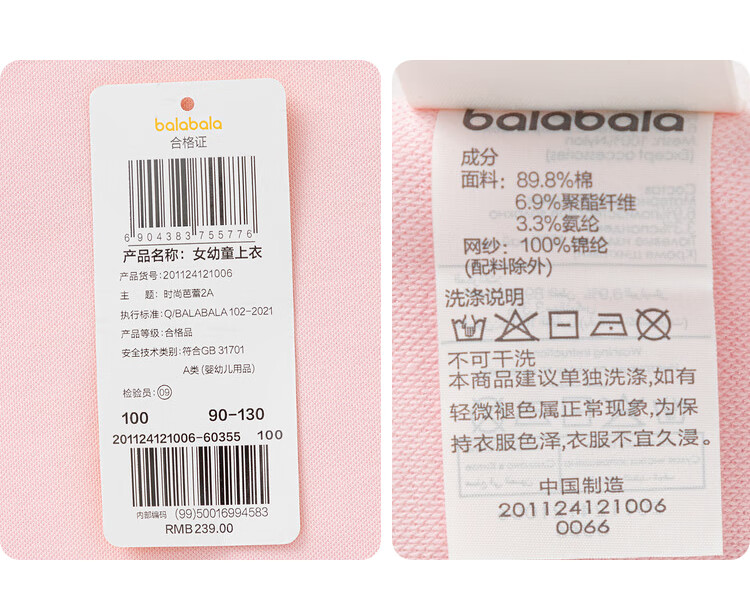 balabala
合格证
6 904383 755776
产品名称：女幼童上衣
产品货号：201124121006
主　题：时尚芭蕾2A
执行标准：Q/BALABALA 102-2021
产品等级：合格品
安全技术类别：符合GB 31701
A类（婴幼儿用品）
检验员：09
100 90-130
201124121006-60355 100
内部编码 (99)50016994583
RMB239.00
balabala
成分
面料：89.8%棉
6.9%聚酯纤维
3.3%氨纶
网纱：100%锦纶
(配料除外)
洗涤说明
不可干洗
本商品建议单独洗涤,如有
轻微褪色属正常现象,为保
持衣服色泽,衣服不宜久浸。
中国制造
201124121006
0066